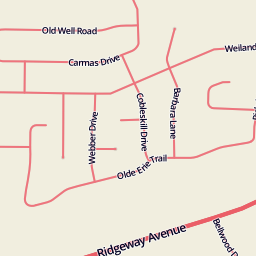 Old Well Road
Weiland
Carmas Drive
Cobleskill Drive
Barbara Lane
Webber Drive
Olde Erie Trail
Ridgeway Avenue
Bellwood D